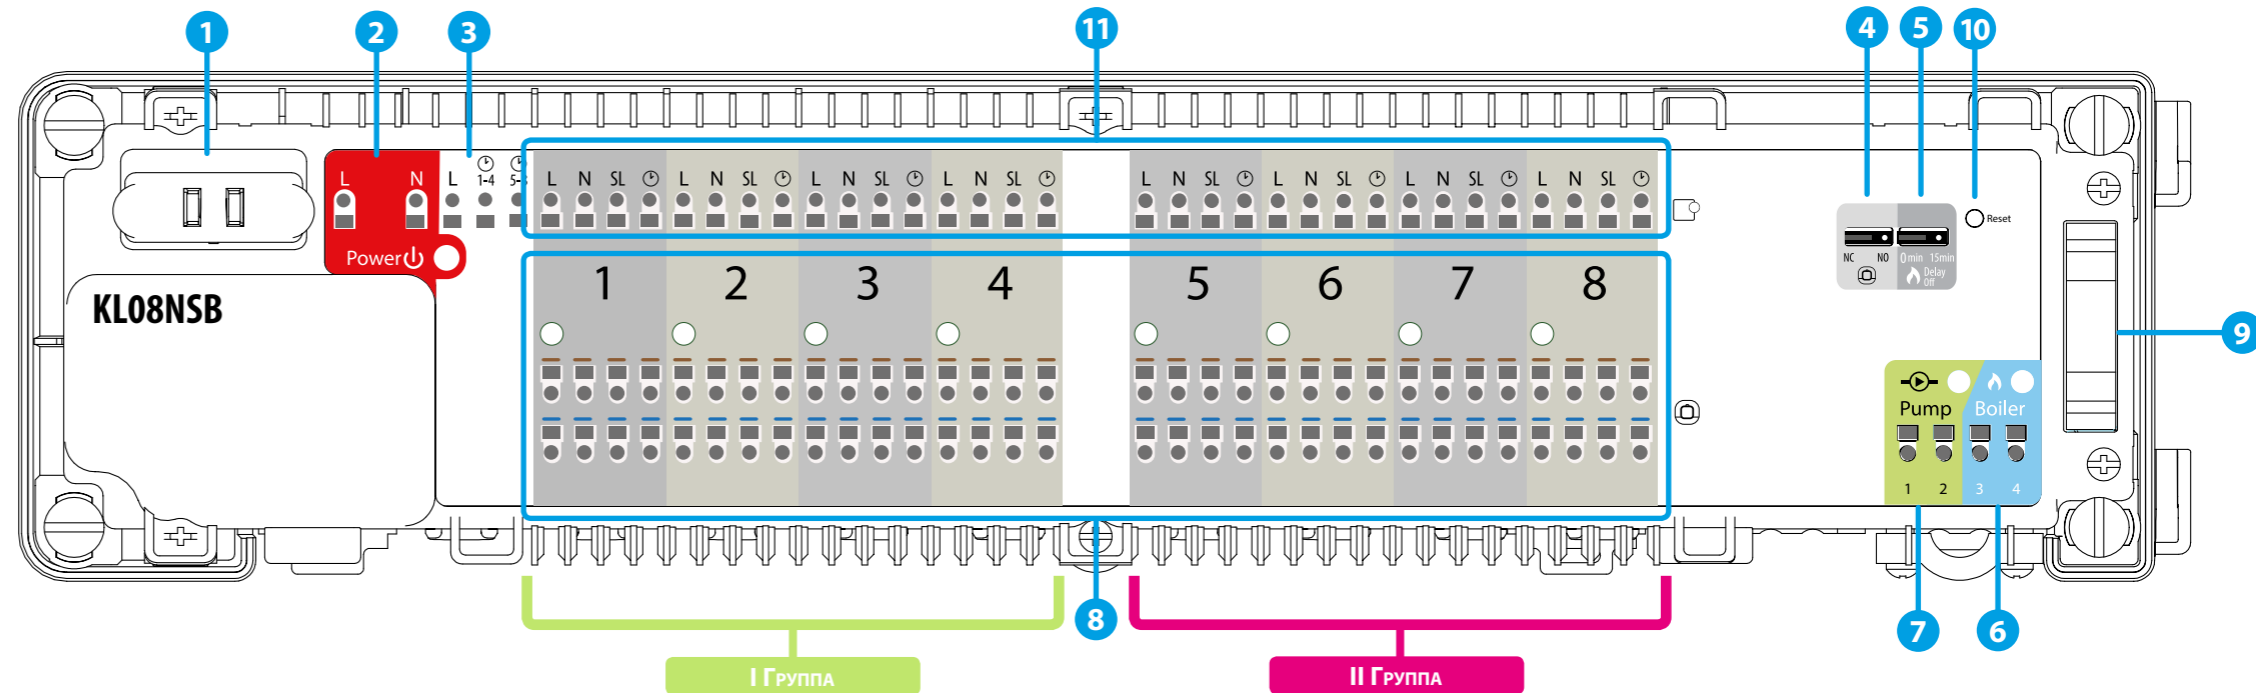 1 2 3 11 4 5 10
L N L 1-4 5- L N SL L N SL L N SL L N SL L N SL L N SL L N SL L N SL
Reset
Power
NC NO 0 min 15min
Delay
Off
1 2 3 4 5 6 7 8
KL08NSB
9
Pump Boiler
1 2 3 4
8 7 6
I Группа II Группа